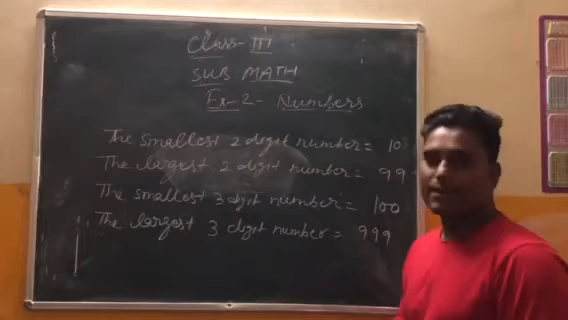 Class - III
SUB. MATH
Ex - 2 - Numbers
The smallest 2 digit number = 10
The largest 2 digit number = 99
The smallest 3 digit number = 100
The largest 3 digit number = 999